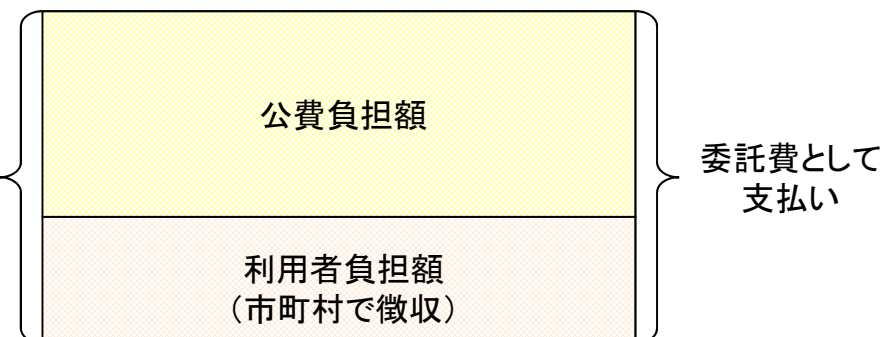 公費負担額
委託費として
支払い
利用者負担額
（市町村で徴収）